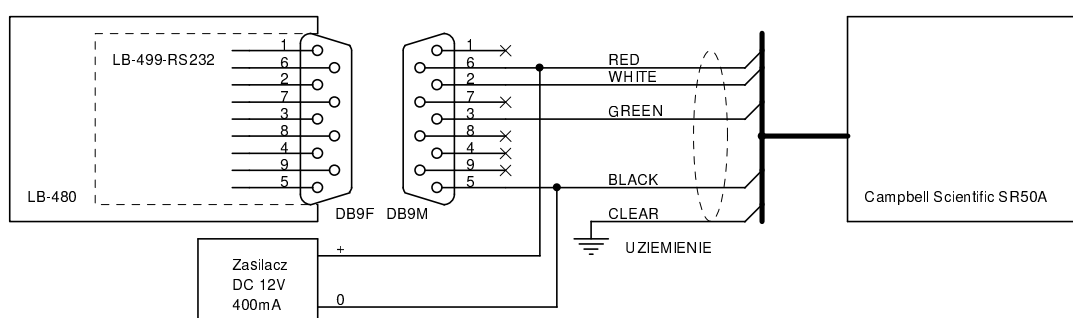 LB-499-RS232
1
6
2
7
3
8
4
9
5
LB-480
DB9F
DB9M
1
6
2
7
3
8
4
9
5
RED
WHITE
GREEN
BLACK
CLEAR
UZIEMIENIE
Campbell Scientific SR50A
Zasilacz
DC 12V
400mA
+
0